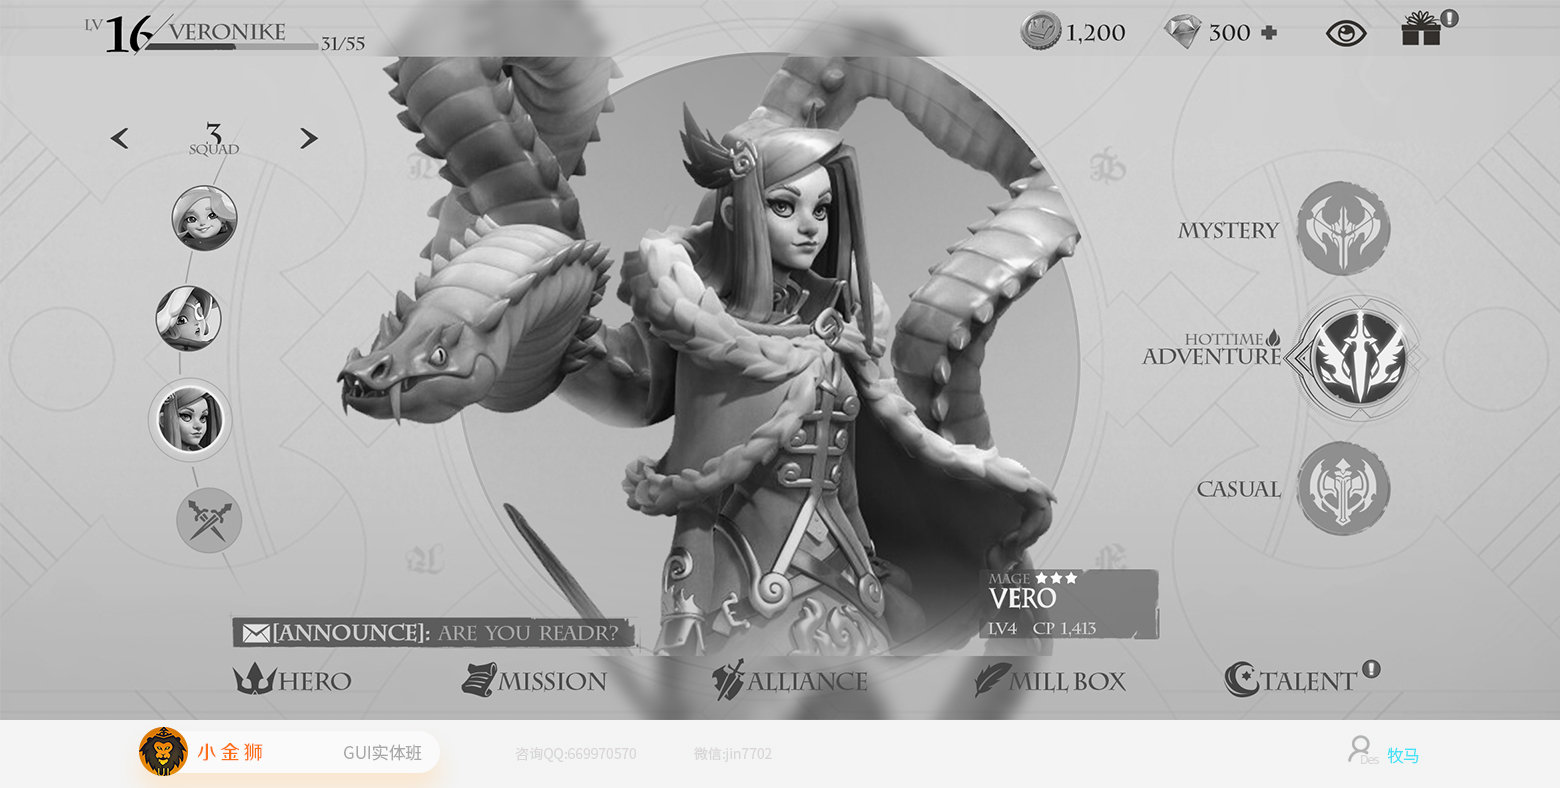 LV 16 VERONIKE
31/55
1,200
300
3
SQUAD
MYSTERY
HOTTIME
ADVENTURE
CASUAL
MAGE
VERO
LV4 CP 1,413
[ANNOUNCE]: ARE YOU READR?
HERO
MISSION
ALLIANCE
MILL BOX
TALENT
小金狮
GUI实体班
咨询QQ:669970570
微信:jin7702
Des
牧马